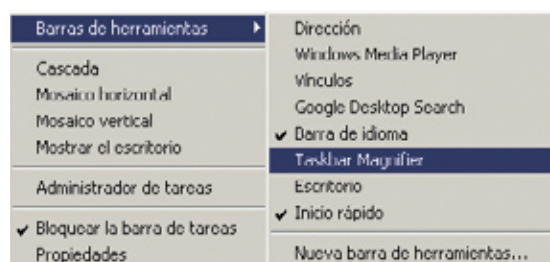 Barras de herramientas
Cascada
Mosaico horizontal
Mosaico vertical
Mostrar el escritorio
Administrador de tareas
Bloquear la barra de tareas
Propiedades
Dirección
Windows Media Player
Vínculos
Google Desktop Search
Barra de idioma
Taskbar Magnifier
Escritorio
Inicio rápido
Nueva barra de herramientas...